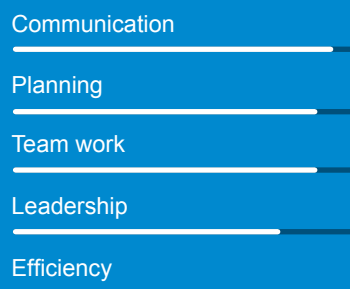 Communication
Planning
Team work
Leadership
Efficiency